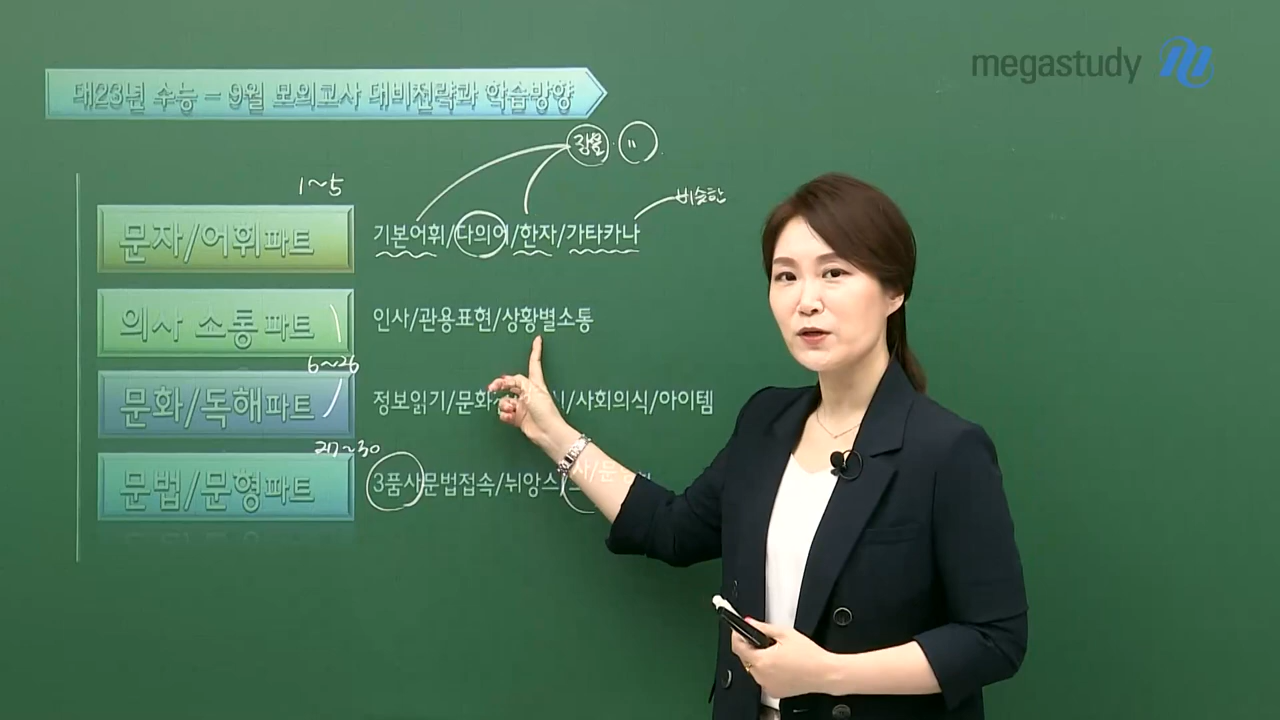 megastudy
대23년 수능 - 9월 모의고사 대비전략과 학습방향
1~5
비슷한
문자/어휘파트
기본어휘/다의어/한자/가타카나
의사 소통파트
인사/관용표현/상황별소통
6~26
문화/독해파트
정보읽기/문화 /사회의식/아이템
27~30
문법/문형파트
3품사문법접속/뉘앙스/